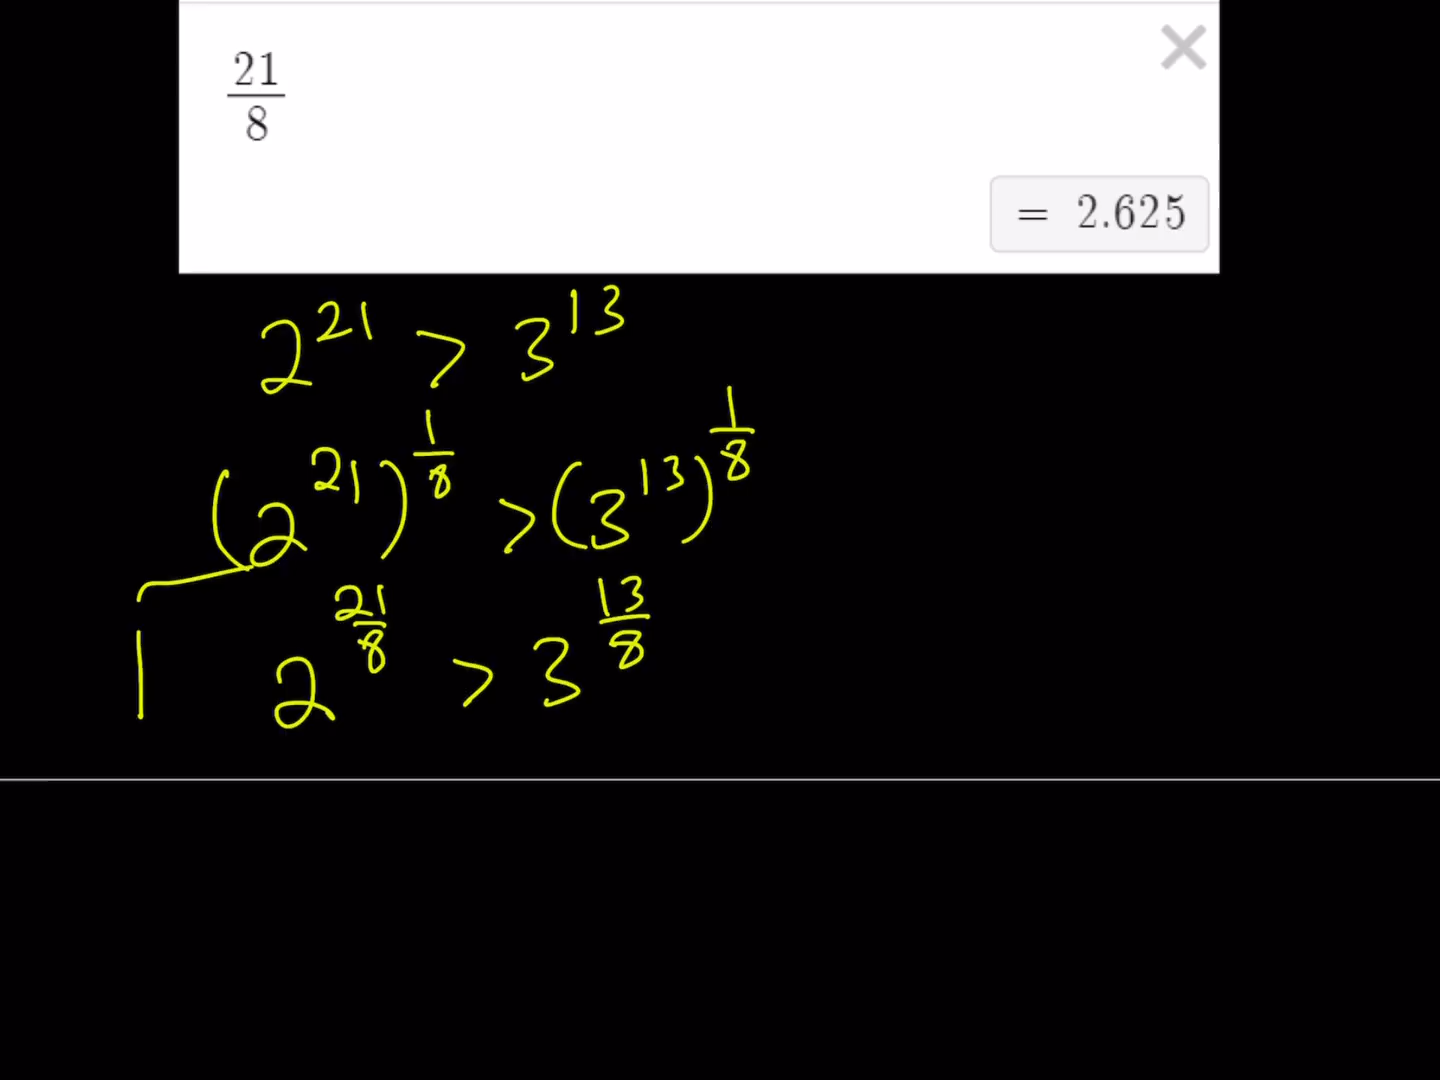 21/8
= 2.625
2^21 > 3^13
(2^21)^1/8 > (3^13)^1/8
2^21/8 > 3^13/8